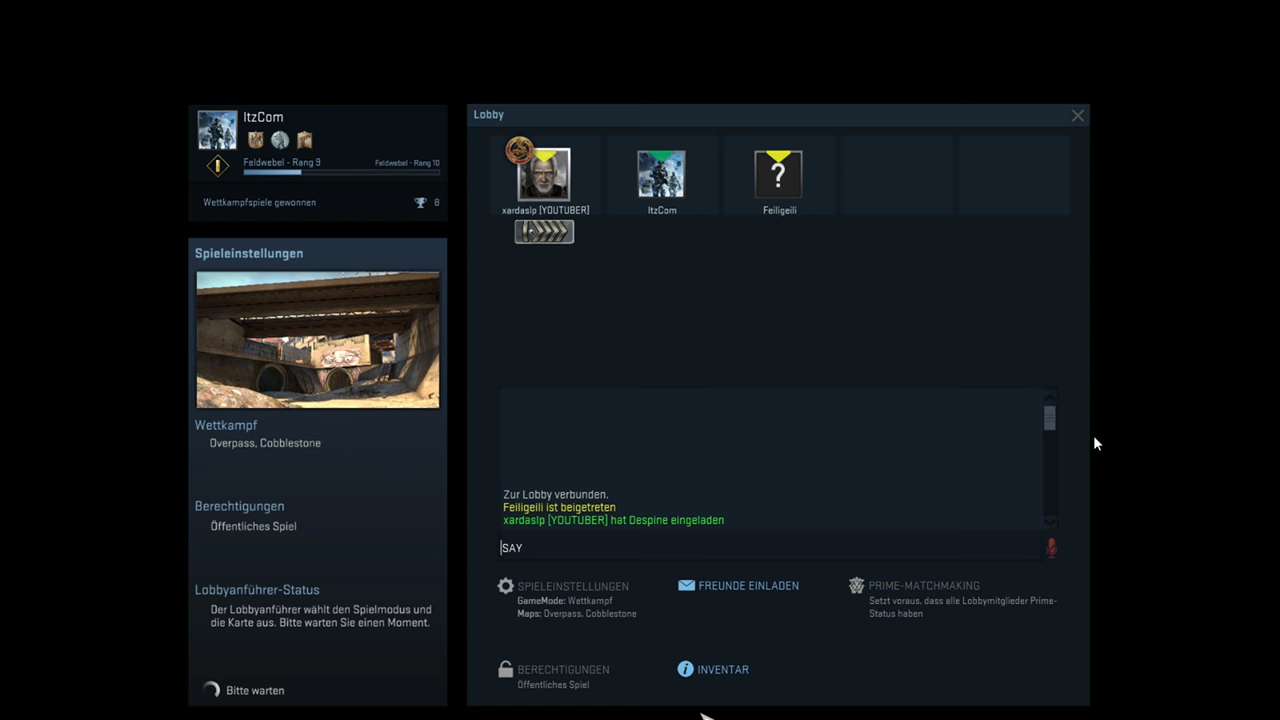 ItzCom
Feldwebel - Rang 9
Feldwebel - Rang 10
Wettkampfspiele gewonnen
8
Spieleinstellungen
Wettkampf
Overpass, Cobblestone
Berechtigungen
Öffentliches Spiel
Lobbyanführer-Status
Der Lobbyanführer wählt den Spielmodus und
die Karte aus. Bitte warten Sie einen Moment.
Bitte warten
Lobby
xardaslp [YOUTUBER]
ItzCom
?
Feiligeili
Zur Lobby verbunden.
Feiligeili ist beigetreten
xardaslp [YOUTUBER] hat Despine eingeladen
SAY
SPIELEINSTELLUNGEN
GameMode: Wettkampf
Maps: Overpass, Cobblestone
FREUNDE EINLADEN
PRIME-MATCHMAKING
Setzt voraus, dass alle Lobbymitglieder Prime-
Status haben
BERECHTIGUNGEN
Öffentliches Spiel
INVENTAR